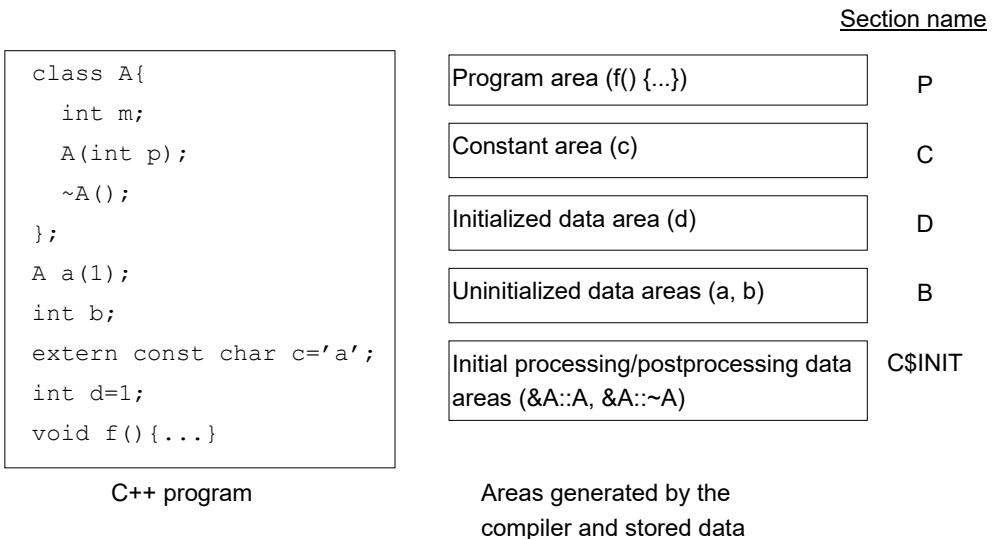 Section name
class A{
int m;
A(int p);
~A();
};
A a(1);
int b;
extern const char c='a';
int d=1;
void f(){...}
C++ program
Program area (f() {...})
P
Constant area (c)
C
Initialized data area (d)
D
Uninitialized data areas (a, b)
B
Initial processing/postprocessing data
areas (&A::A, &A::~A)
C$INIT
Areas generated by the
compiler and stored data